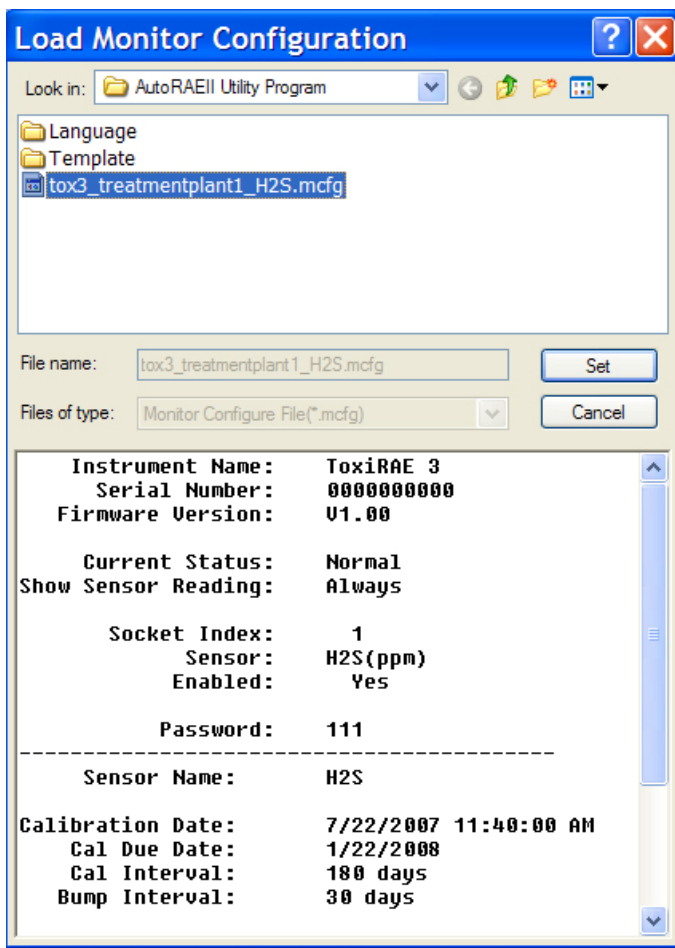 Load Monitor Configuration
Look in: AutoRAEII Utility Program
Language
Template
tox3_treatmentplant1_H2S.mcfg
File name: tox3_treatmentplant1_H2S.mcfg Set
Files of type: Monitor Configure File(*.mcfg) Cancel
Instrument Name: ToxiRAE 3
Serial Number: 0000000000
Firmware Version: V1.00
Current Status: Normal
Show Sensor Reading: Always
Socket Index: 1
Sensor: H2S(ppm)
Enabled: Yes
Password: 111
------------------------------------------
Sensor Name: H2S
Calibration Date: 7/22/2007 11:40:00 AM
Cal Due Date: 1/22/2008
Cal Interval: 180 days
Bump Interval: 30 days